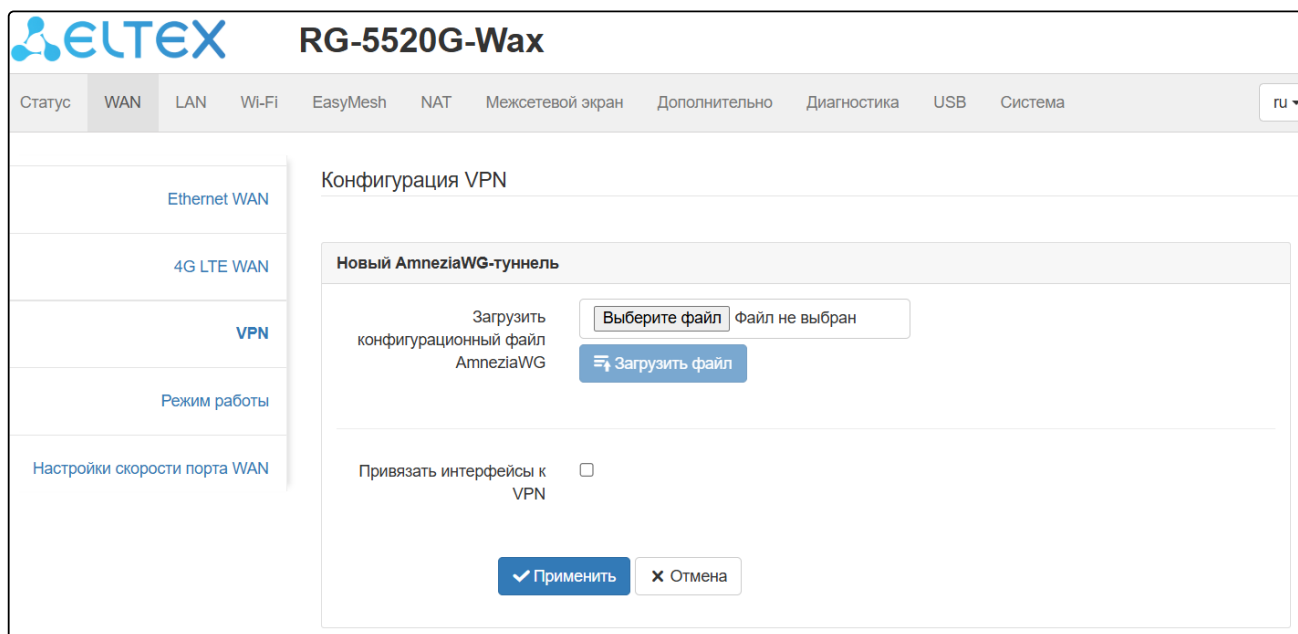 ELTEX RG-5520G-Wax
Статус WAN LAN Wi-Fi EasyMesh NAT Межсетевой экран Дополнительно Диагностика USB Система ru
Ethernet WAN
4G LTE WAN
VPN
Режим работы
Настройки скорости порта WAN
Конфигурация VPN
Новый AmneziaWG-туннель
Загрузить
конфигурационный файл
AmneziaWG
Выберите файл Файл не выбран
Загрузить файл
Привязать интерфейсы к
VPN
Применить Отмена